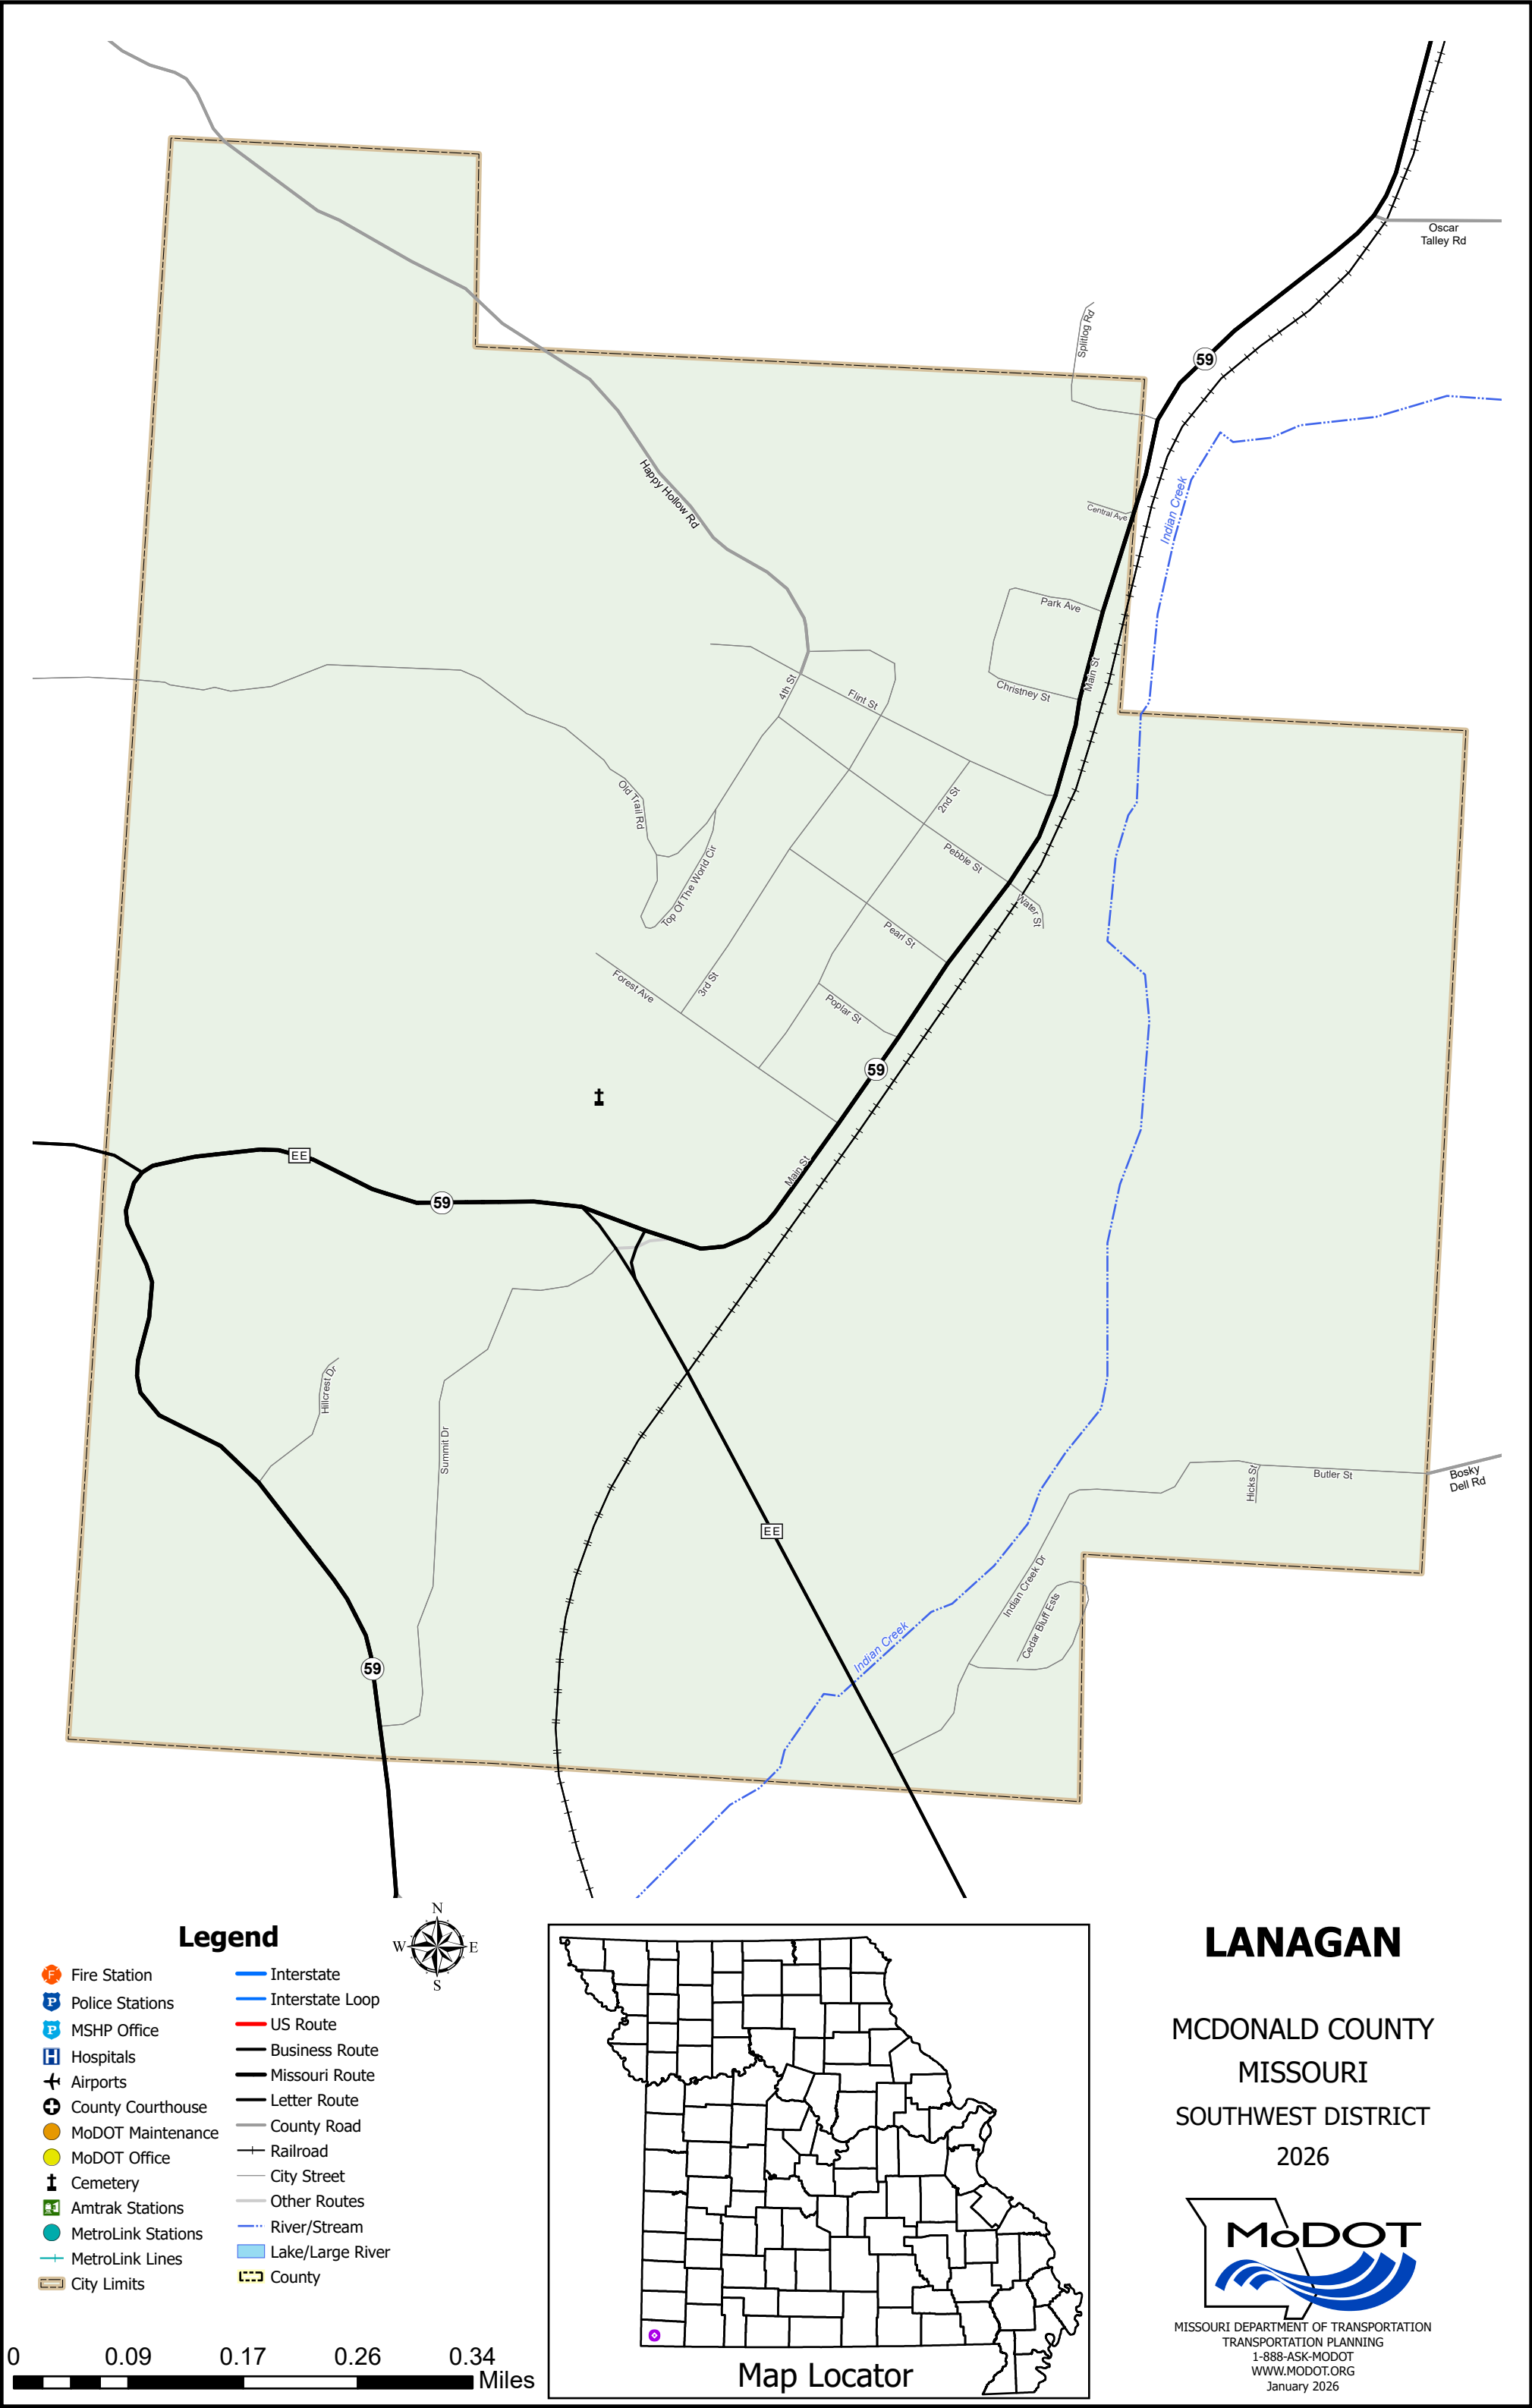 Oscar
Talley Rd
Splitlog Rd
59
Indian Creek
Happy Hollow Rd
Central Ave
Park Ave
Main St
Christney St
4th St
Flint St
Old Trail Rd
2nd St
Pebble St
Top Of The World Cir
Water St
Pearl St
3rd St
Forest Ave
Poplar St
59
Main St
EE
59
Hillcrest Dr
Summit Dr
Butler St
Hicks St
Bosky
Dell Rd
EE
Indian Creek Dr
Cedar Bluff Ests
Indian Creek
59
Legend
N
W
E
S
Fire Station
Police Stations
MSHP Office
Hospitals
Airports
County Courthouse
MoDOT Maintenance
MoDOT Office
Cemetery
Amtrak Stations
MetroLink Stations
MetroLink Lines
City Limits
Interstate
Interstate Loop
US Route
Business Route
Missouri Route
Letter Route
County Road
Railroad
City Street
Other Routes
River/Stream
Lake/Large River
County
F
P
P
H
0 0.09 0.17 0.26 0.34
Miles
Map Locator
LANAGAN
MCDONALD COUNTY
MISSOURI
SOUTHWEST DISTRICT
2026
MoDOT
MISSOURI DEPARTMENT OF TRANSPORTATION
TRANSPORTATION PLANNING
1-888-ASK-MODOT
WWW.MODOT.ORG
January 2026